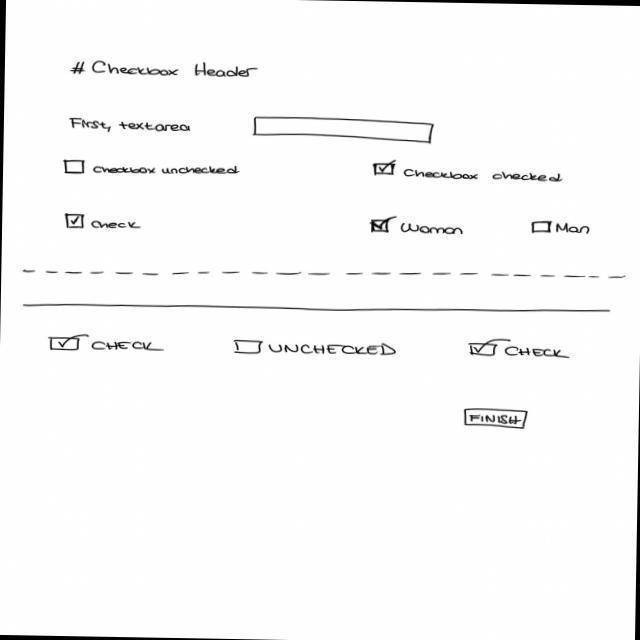 # Checkbox Header
First, textarea
Checkbox unchecked Checkbox checked
Check Woman Man
CHECK UNCHECKED CHECK
FINISH